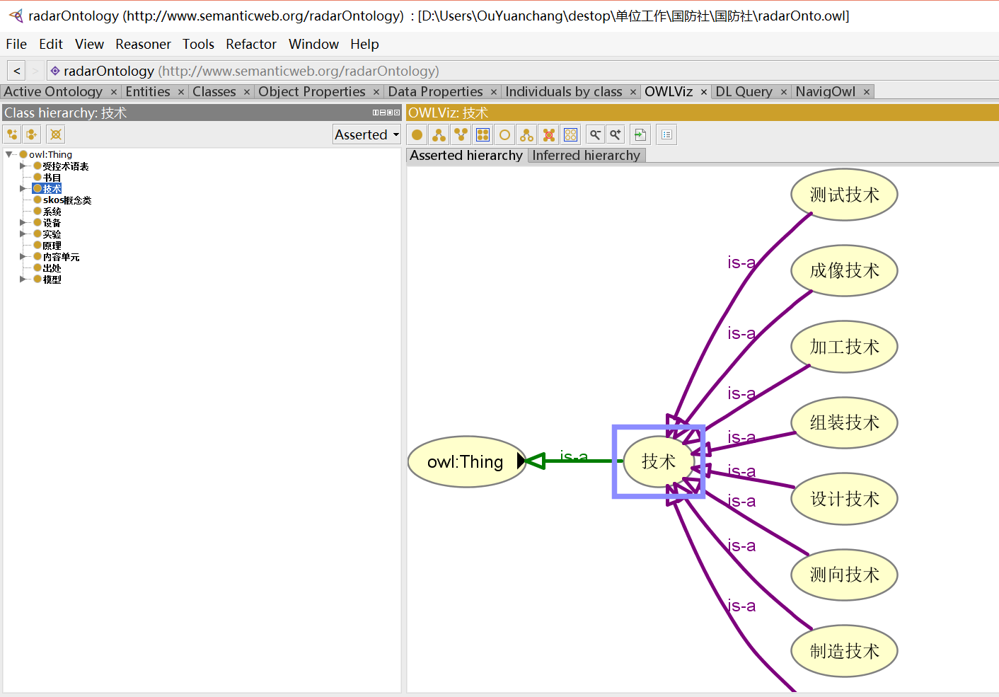 radarOntology (http://www.semanticweb.org/radarOntology) : [D:\Users\OuYuanchang\destop\单位工作\国防社\国防社\radarOnto.owl]
File Edit View Reasoner Tools Refactor Window Help
< > radarOntology (http://www.semanticweb.org/radarOntology)
Active Ontology × Entities × Classes × Object Properties × Data Properties × Individuals by class × OWLViz × DL Query × NavigOwl ×
Class hierarchy: 技术
Asserted
owl:Thing
受控术语表
书目
技术
skos概念类
系统
设备
实验
原理
内容单元
出处
模型
OWLViz: 技术
Asserted hierarchy Inferred hierarchy
测试技术
is-a
成像技术
is-a
加工技术
is-a
组装技术
is-a
owl:Thing
is-a
技术
is-a
设计技术
is-a
is-a
测向技术
is-a
制造技术